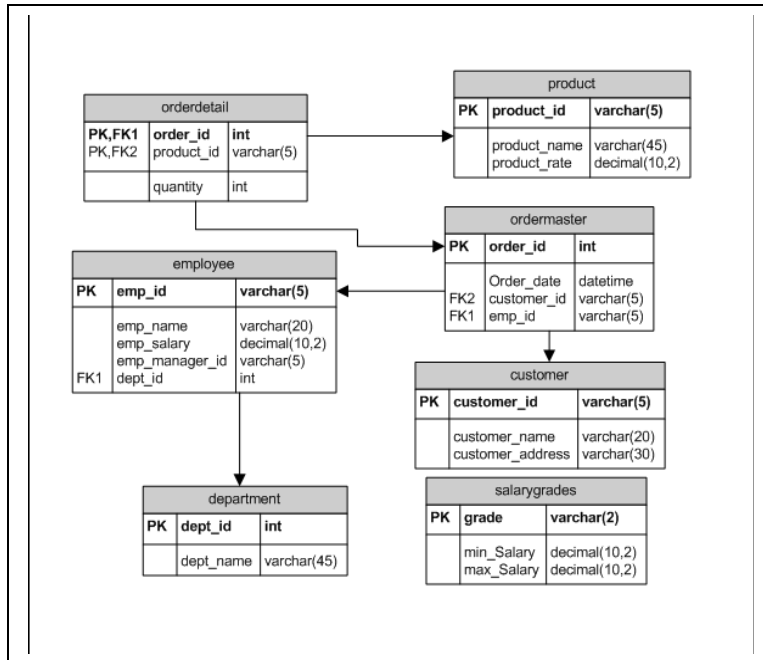 orderdetail
PK,FK1 order_id int
PK,FK2 product_id varchar(5)
quantity int
product
PK product_id varchar(5)
product_name varchar(45)
product_rate decimal(10,2)
ordermaster
PK order_id int
Order_date datetime
FK2 customer_id varchar(5)
FK1 emp_id varchar(5)
employee
PK emp_id varchar(5)
emp_name varchar(20)
emp_salary decimal(10,2)
emp_manager_id varchar(5)
FK1 dept_id int
customer
PK customer_id varchar(5)
customer_name varchar(20)
customer_address varchar(30)
department
PK dept_id int
dept_name varchar(45)
salarygrades
PK grade varchar(2)
min_Salary decimal(10,2)
max_Salary decimal(10,2)